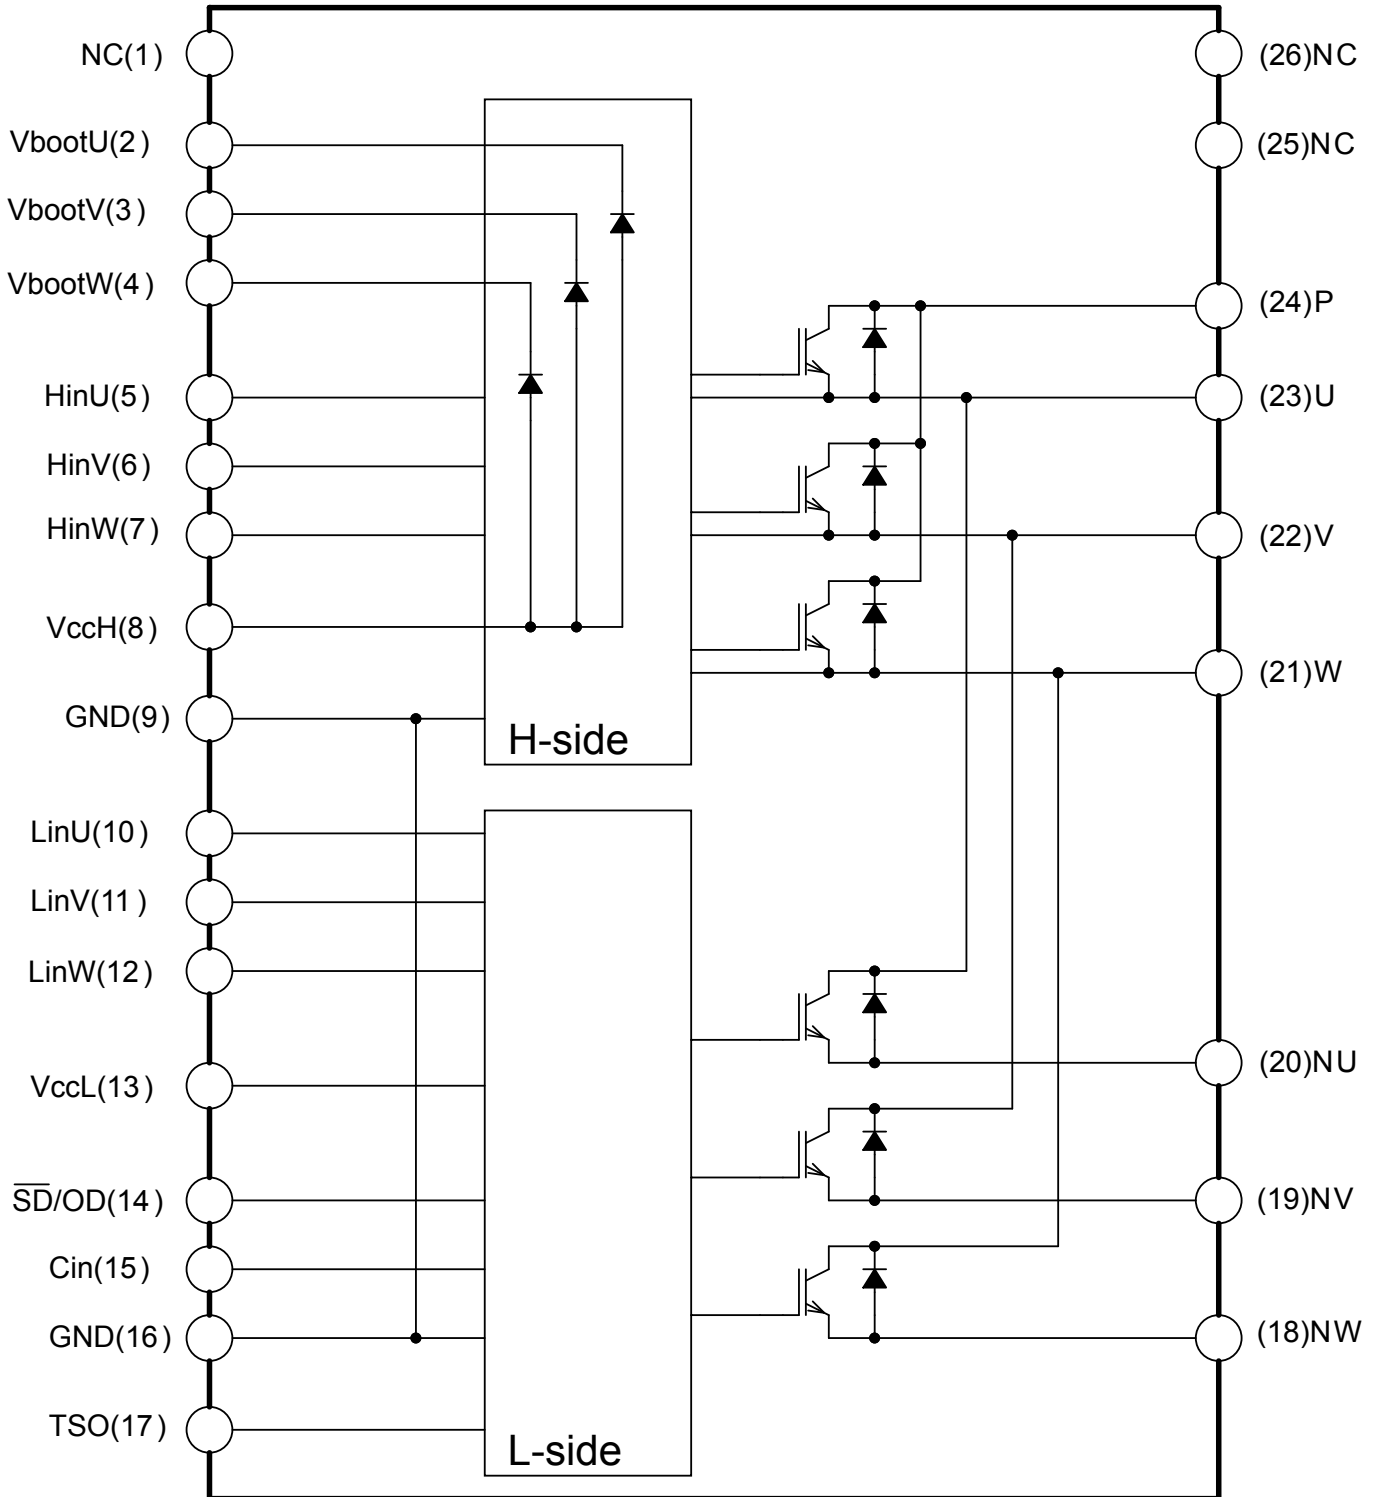 NC(1)
VbootU(2)
VbootV(3)
VbootW(4)
HinU(5)
HinV(6)
HinW(7)
VccH(8)
GND(9)
LinU(10)
LinV(11)
LinW(12)
VccL(13)
S̅D̅/OD(14)
Cin(15)
GND(16)
TSO(17)
H-side
L-side
(26)NC
(25)NC
(24)P
(23)U
(22)V
(21)W
(20)NU
(19)NV
(18)NW